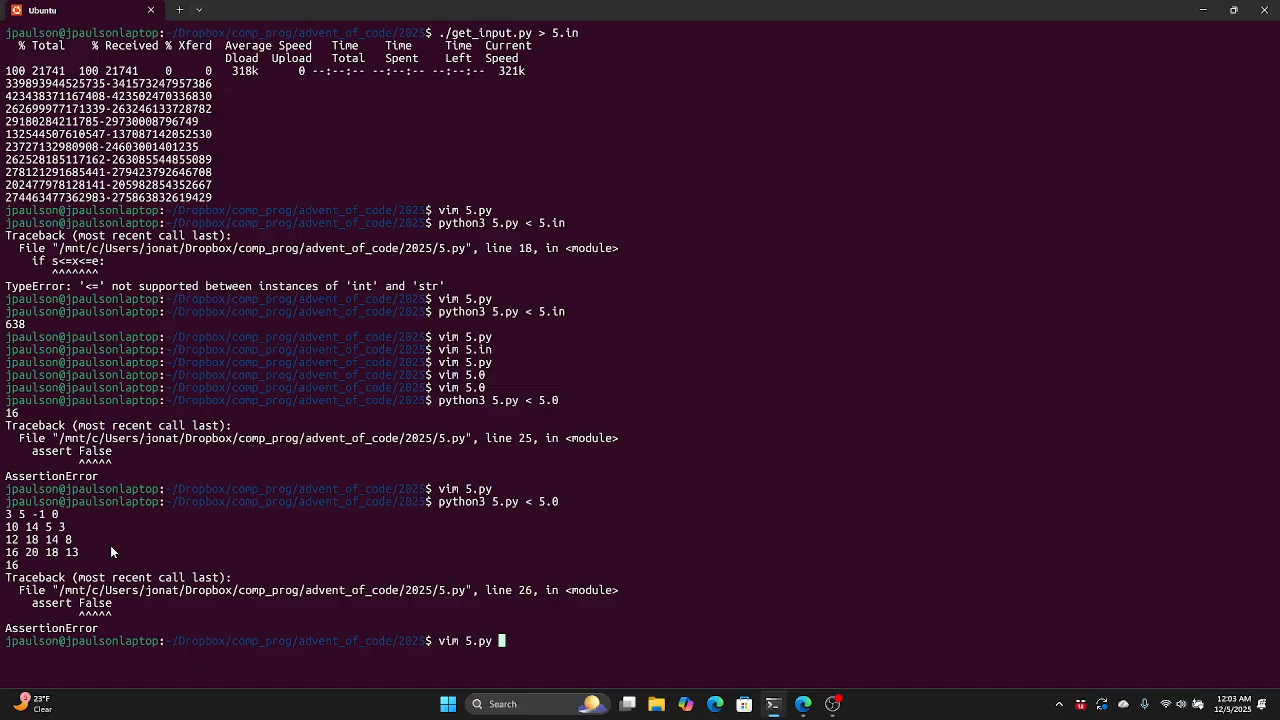 Ubuntu
jpaulson@jpaulsonlaptop:~/Dropbox/comp_prog/advent_of_code/2025$ ./get_input.py > 5.in
% Total % Received % Xferd Average Speed Time Time Time Current
Dload Upload Total Spent Left Speed
100 21741 100 21741 0 0 318k 0 --:--:-- --:--:-- --:--:-- 321k
339893944525735-341573247957386
423438371167408-423502470336830
262699977171339-263246133728782
29180284211785-29730008796749
132544507610547-137087142052530
23727132980908-24603001401235
262528185117162-263085544855089
278121291685441-279423792646708
202477978128141-205982854352667
274463477362983-275863832619429
jpaulson@jpaulsonlaptop:~/Dropbox/comp_prog/advent_of_code/2025$ vim 5.py
jpaulson@jpaulsonlaptop:~/Dropbox/comp_prog/advent_of_code/2025$ python3 5.py < 5.in
Traceback (most recent call last):
File "/mnt/c/Users/jonat/Dropbox/comp_prog/advent_of_code/2025/5.py", line 18, in <module>
if s<=x<=e:
^^^^^^^
TypeError: '<=' not supported between instances of 'int' and 'str'
jpaulson@jpaulsonlaptop:~/Dropbox/comp_prog/advent_of_code/2025$ vim 5.py
jpaulson@jpaulsonlaptop:~/Dropbox/comp_prog/advent_of_code/2025$ python3 5.py < 5.in
638
jpaulson@jpaulsonlaptop:~/Dropbox/comp_prog/advent_of_code/2025$ vim 5.py
jpaulson@jpaulsonlaptop:~/Dropbox/comp_prog/advent_of_code/2025$ vim 5.in
jpaulson@jpaulsonlaptop:~/Dropbox/comp_prog/advent_of_code/2025$ vim 5.py
jpaulson@jpaulsonlaptop:~/Dropbox/comp_prog/advent_of_code/2025$ vim 5.0
jpaulson@jpaulsonlaptop:~/Dropbox/comp_prog/advent_of_code/2025$ vim 5.0
jpaulson@jpaulsonlaptop:~/Dropbox/comp_prog/advent_of_code/2025$ python3 5.py < 5.0
16
Traceback (most recent call last):
File "/mnt/c/Users/jonat/Dropbox/comp_prog/advent_of_code/2025/5.py", line 25, in <module>
assert False
^^^^^
AssertionError
jpaulson@jpaulsonlaptop:~/Dropbox/comp_prog/advent_of_code/2025$ vim 5.py
jpaulson@jpaulsonlaptop:~/Dropbox/comp_prog/advent_of_code/2025$ python3 5.py < 5.0
3 5 -1 0
10 14 5 3
12 18 14 8
16 20 18 13
16
Traceback (most recent call last):
File "/mnt/c/Users/jonat/Dropbox/comp_prog/advent_of_code/2025/5.py", line 26, in <module>
assert False
^^^^^
AssertionError
jpaulson@jpaulsonlaptop:~/Dropbox/comp_prog/advent_of_code/2025$ vim 5.py
23°F
Clear
Search
12:03 AM
12/5/2025